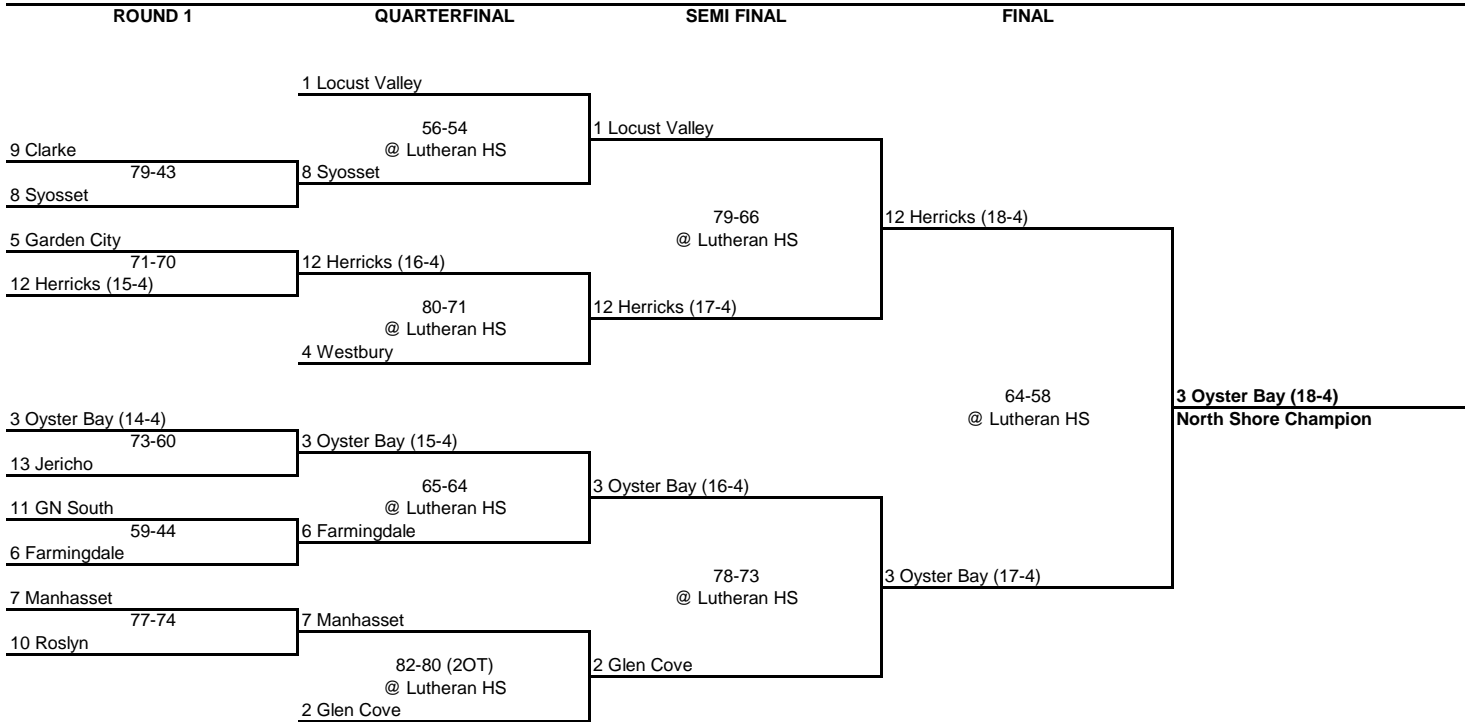 ROUND 1 QUARTERFINAL SEMI FINAL FINAL
1 Locust Valley
56-54
@ Lutheran HS
1 Locust Valley
9 Clarke
79-43
8 Syosset
8 Syosset
79-66
@ Lutheran HS
12 Herricks (18-4)
5 Garden City
71-70
12 Herricks (15-4)
12 Herricks (16-4)
80-71
@ Lutheran HS
12 Herricks (17-4)
4 Westbury
64-58
@ Lutheran HS
3 Oyster Bay (18-4)
North Shore Champion
3 Oyster Bay (14-4)
73-60
13 Jericho
3 Oyster Bay (15-4)
65-64
@ Lutheran HS
3 Oyster Bay (16-4)
11 GN South
59-44
6 Farmingdale
6 Farmingdale
78-73
@ Lutheran HS
3 Oyster Bay (17-4)
7 Manhasset
77-74
10 Roslyn
7 Manhasset
82-80 (2OT)
@ Lutheran HS
2 Glen Cove
2 Glen Cove